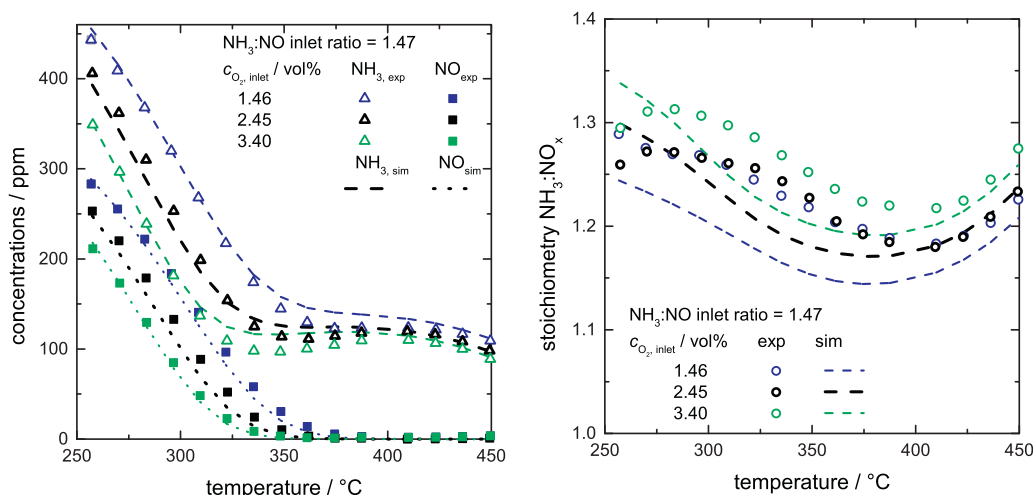 NH₃:NO inlet ratio = 1.47
c_O₂, inlet / vol% NH₃, exp NOexp
1.46
2.45
3.40
NH₃, sim NOsim
400
300
200
100
0
concentrations / ppm
250 300 350 400 450
temperature / °C
1.4
1.3
1.2
1.1
1.0
stoichiometry NH₃:NOₓ
NH₃:NO inlet ratio = 1.47
c_O₂, inlet / vol% exp sim
1.46
2.45
3.40
250 300 350 400 450
temperature / °C